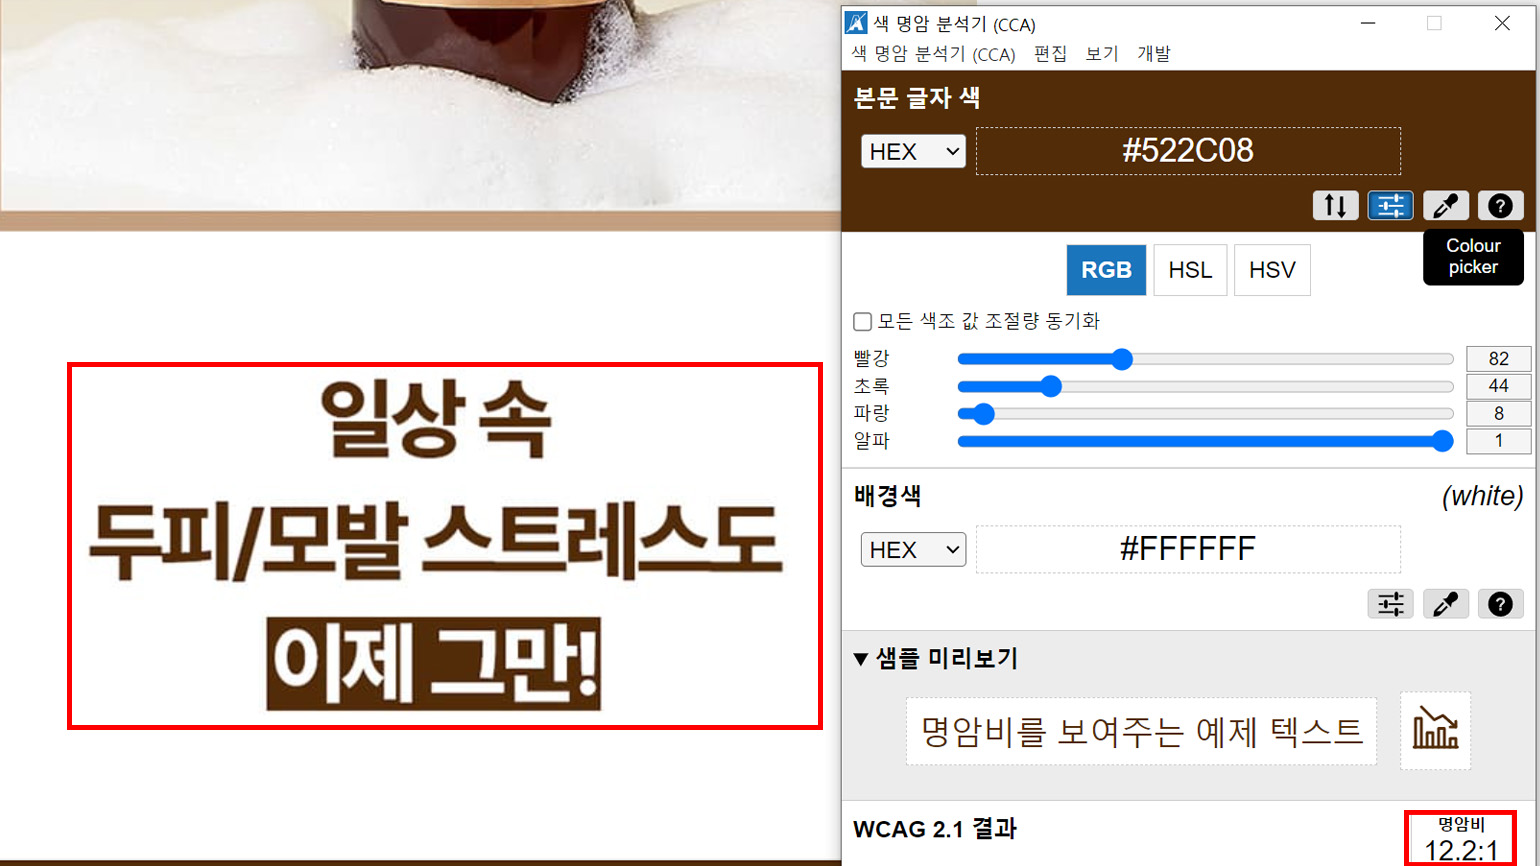 색 명암 분석기 (CCA)
색 명암 분석기 (CCA) 편집 보기 개발
본문 글자 색
HEX #522C08
Colour
picker
RGB HSL HSV
모든 색조 값 조절량 동기화
빨강 82
초록 44
파랑 8
알파 1
배경색 (white)
HEX #FFFFFF
▼ 샘플 미리보기
명암비를 보여주는 예제 텍스트
WCAG 2.1 결과
명암비
12.2:1
일상 속
두피/모발 스트레스도
이제 그만!